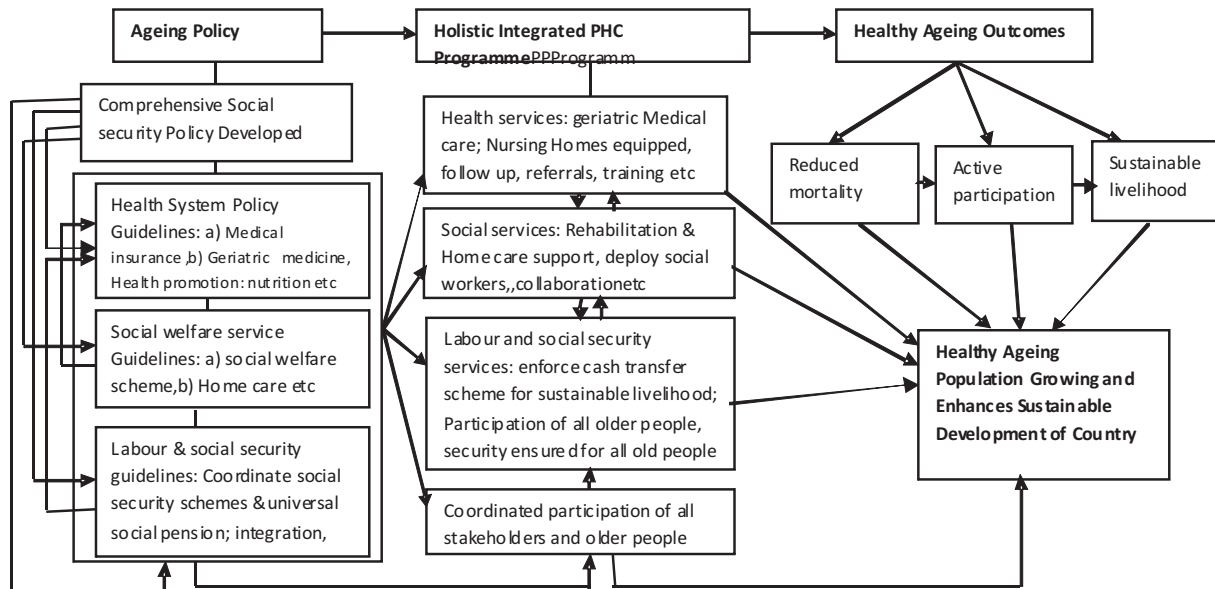 Ageing Policy
Holistic Integrated PHC
ProgrammePPProgramm
Healthy Ageing Outcomes
Comprehensive Social
security Policy Developed
Health System Policy
Guidelines: a) Medical
insurance ,b) Geriatric medicine,
Health promotion: nutrition etc
Social welfare service
Guidelines: a) social welfare
scheme,b) Home care etc
Labour & social security
guidelines: Coordinate social
security schemes & universal
social pension; integration,
Health services: geriatric Medical
care; Nursing Homes equipped,
follow up, referrals, training etc
Social services: Rehabilitation &
Home care support, deploy social
workers,,collaborationetc
Labour and social security
services: enforce cash transfer
scheme for sustainable livelihood;
Participation of all older people,
security ensured for all old people
Coordinated participation of all
stakeholders and older people
Reduced
mortality
Active
participation
Sustainable
livelihood
Healthy Ageing
Population Growing and
Enhances Sustainable
Development of Country